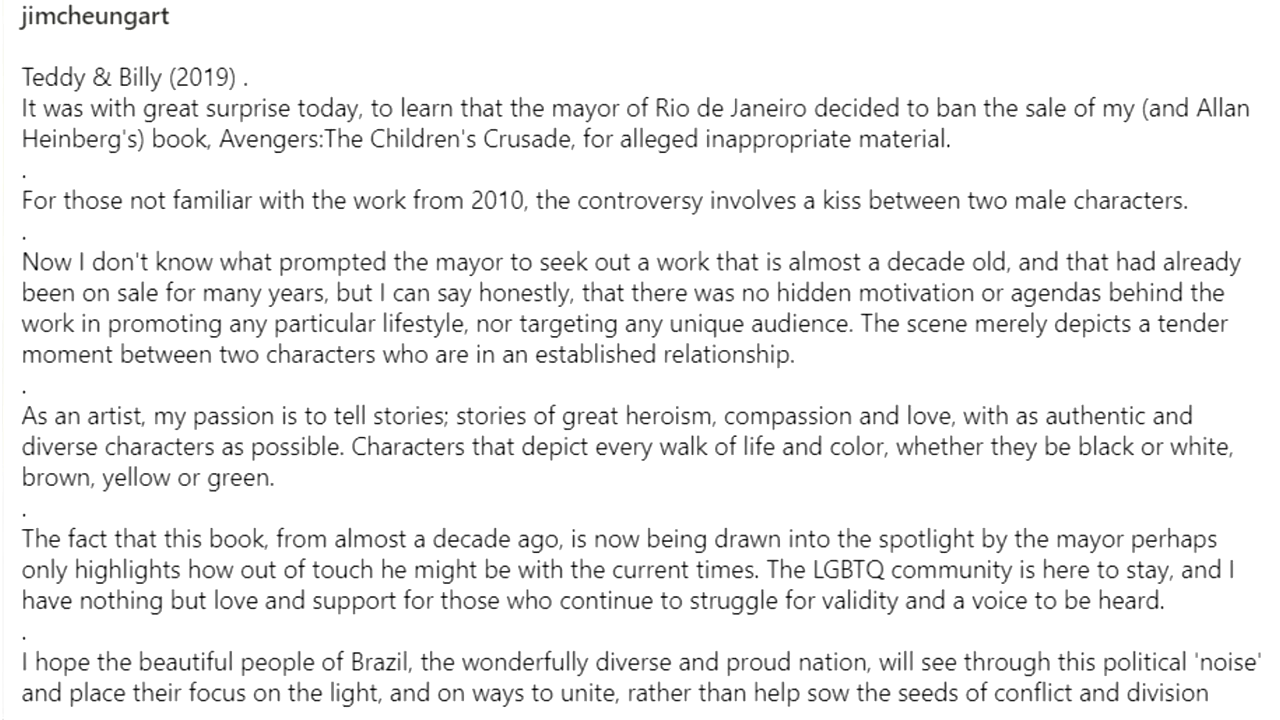 jimcheungart
Teddy & Billy (2019) .
It was with great surprise today, to learn that the mayor of Rio de Janeiro decided to ban the sale of my (and Allan
Heinberg's) book, Avengers:The Children's Crusade, for alleged inappropriate material.
.
For those not familiar with the work from 2010, the controversy involves a kiss between two male characters.
.
Now I don't know what prompted the mayor to seek out a work that is almost a decade old, and that had already
been on sale for many years, but I can say honestly, that there was no hidden motivation or agendas behind the
work in promoting any particular lifestyle, nor targeting any unique audience. The scene merely depicts a tender
moment between two characters who are in an established relationship.
.
As an artist, my passion is to tell stories; stories of great heroism, compassion and love, with as authentic and
diverse characters as possible. Characters that depict every walk of life and color, whether they be black or white,
brown, yellow or green.
.
The fact that this book, from almost a decade ago, is now being drawn into the spotlight by the mayor perhaps
only highlights how out of touch he might be with the current times. The LGBTQ community is here to stay, and I
have nothing but love and support for those who continue to struggle for validity and a voice to be heard.
.
I hope the beautiful people of Brazil, the wonderfully diverse and proud nation, will see through this political 'noise'
and place their focus on the light, and on ways to unite, rather than help sow the seeds of conflict and division